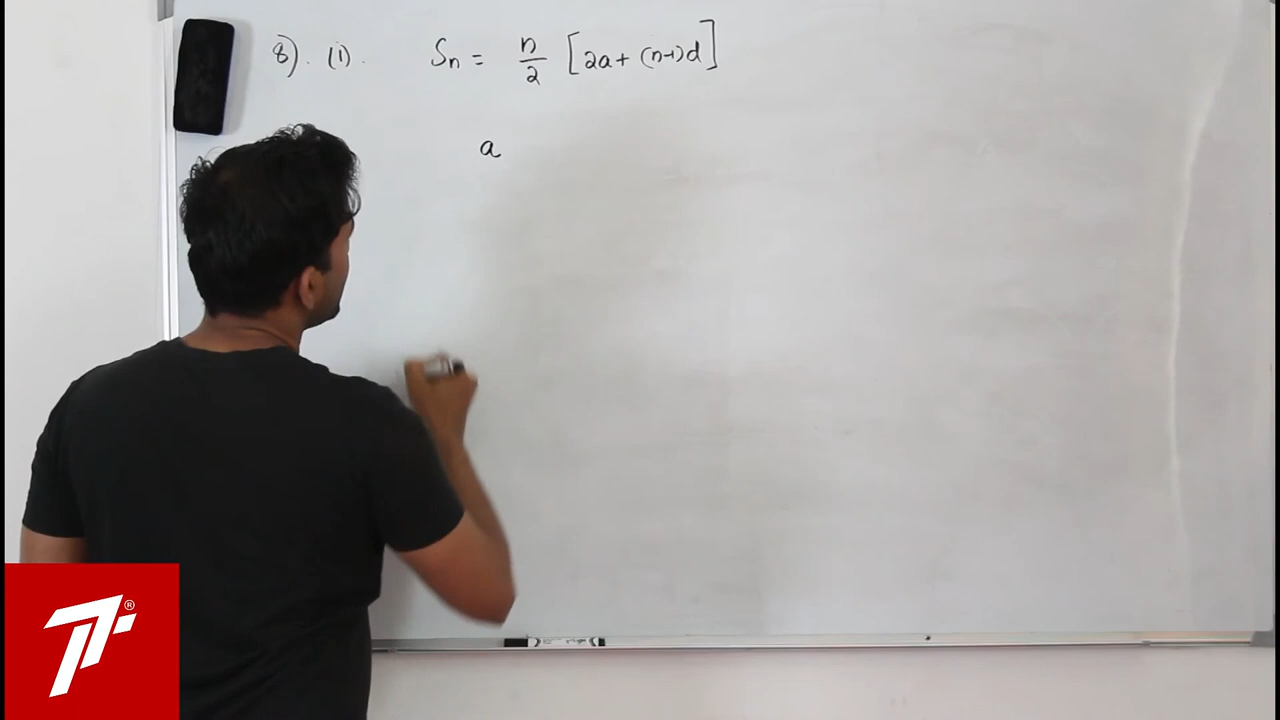 8). (i). Sn = n/2 [2a + (n-1)d]
a
®